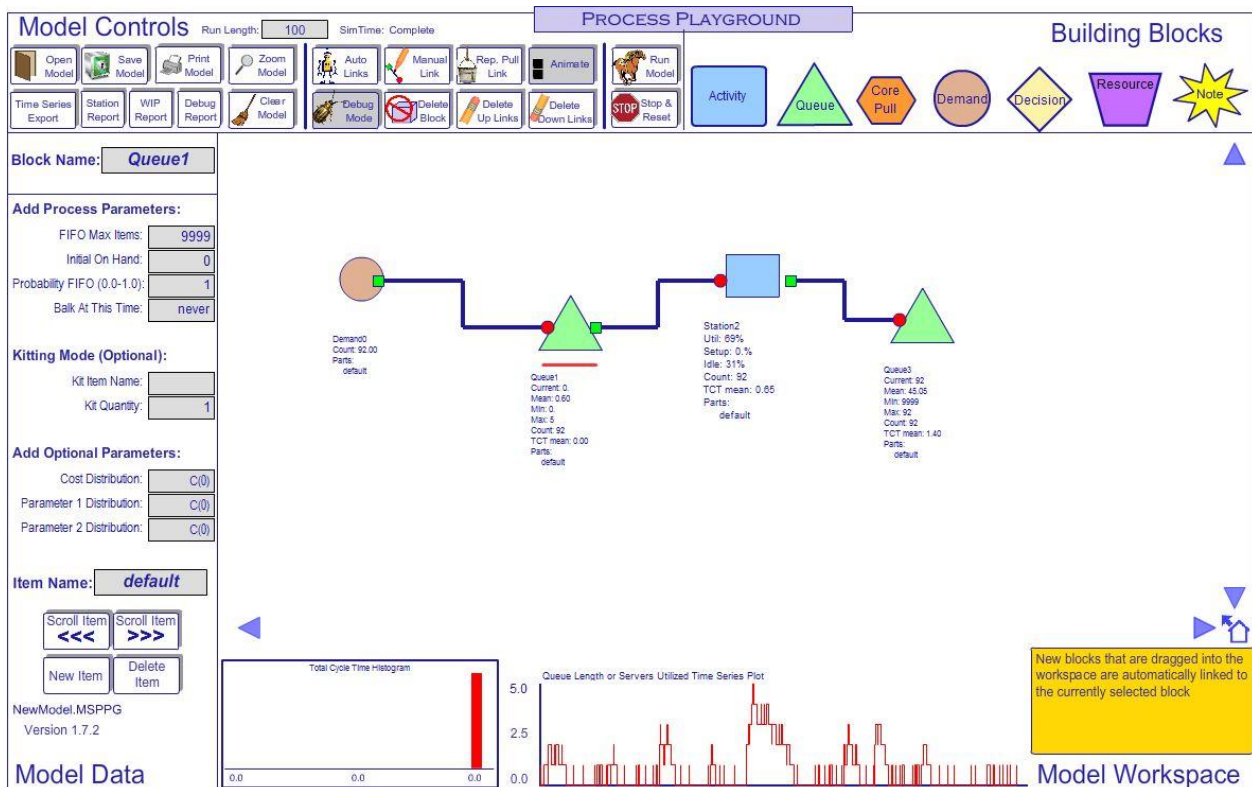 PROCESS PLAYGROUND
Model Controls
Run Length: 100
SimTime: Complete
Building Blocks
Open Model
Save Model
Print Model
Zoom Model
Auto Links
Manual Link
Rep. Pull Link
Animate
Run Model
Time Series Export
Station Report
WIP Report
Debug Report
Clear Model
Debug Mode
Delete Block
Delete Up Links
Delete Down Links
STOP
Stop & Reset
Activity
Queue
Core Pull
Demand
Decision
Resource
Note
Block Name: Queue1
Add Process Parameters:
FIFO Max Items: 9999
Initial On Hand: 0
Probability FIFO (0.0-1.0): 1
Balk At This Time: never
Kitting Mode (Optional):
Kit Item Name:
Kit Quantity: 1
Add Optional Parameters:
Cost Distribution: C(0)
Parameter 1 Distribution: C(0)
Parameter 2 Distribution: C(0)
Item Name: default
Scroll Item
<<<
Scroll Item
>>>
New Item
Delete Item
NewModel.MSPPG
Version 1.7.2
Model Data
Demand0
Count: 92.00
Parts:
default
Queue1
Current: 0.
Mean: 0.60
Min: 0.
Max: 5
Count: 92
TCT mean: 0.00
Parts:
default
Station2
Util: 69%
Setup: 0.%
Idle: 31%
Count: 92
TCT mean: 0.65
Parts:
default
Queue3
Current: 92
Mean: 45.05
Min: 9999
Max: 92
Count: 92
TCT mean: 1.40
Parts:
default
Total Cycle Time Histogram
0.0
0.0
0.0
Queue Length or Servers Utilized Time Series Plot
5.0
2.5
0.0
New blocks that are dragged into the
workspace are automatically linked to
the currently selected block
Model Workspace